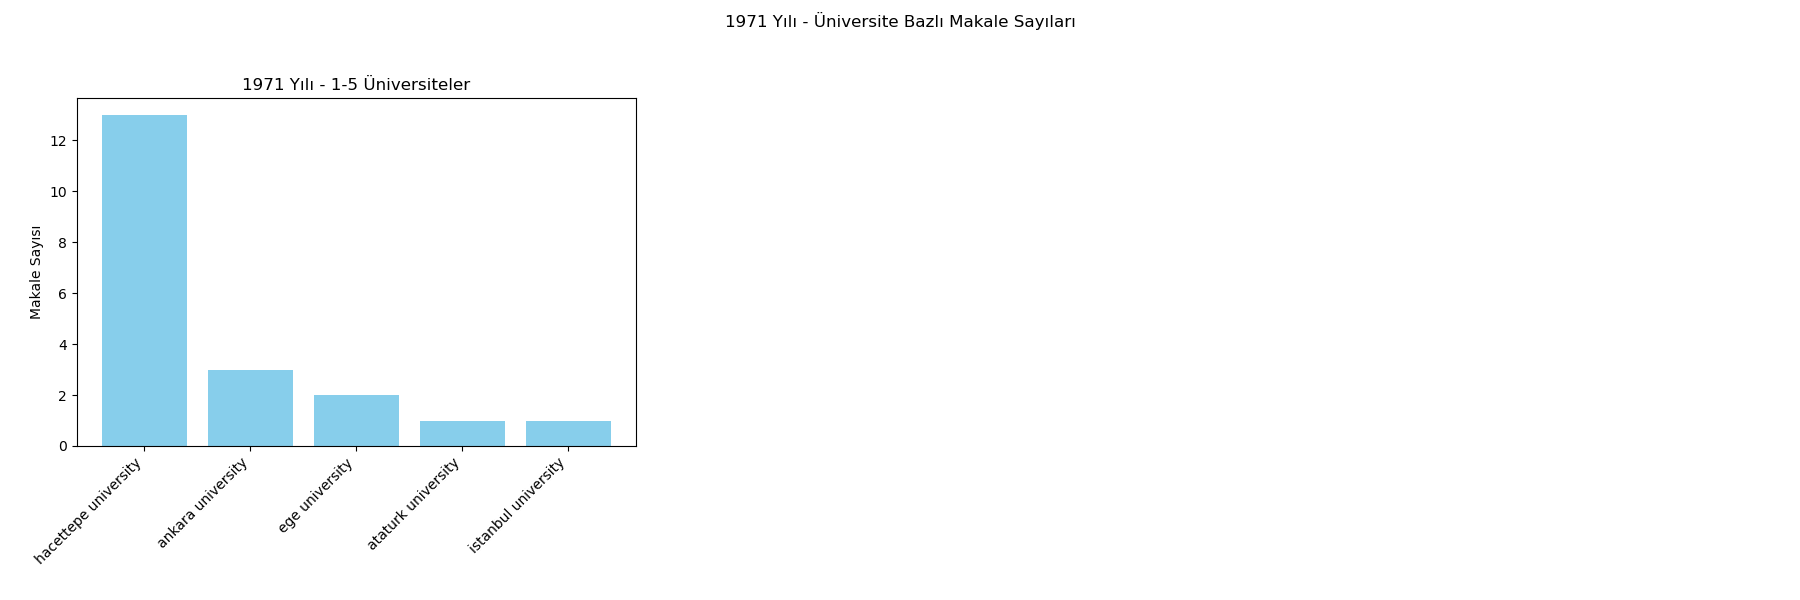 1971 Yılı - Üniversite Bazlı Makale Sayıları
1971 Yılı - 1-5 Üniversiteler
Makale Sayısı
12
10
8
6
4
2
0
hacettepe university
ankara university
ege university
ataturk university
istanbul university